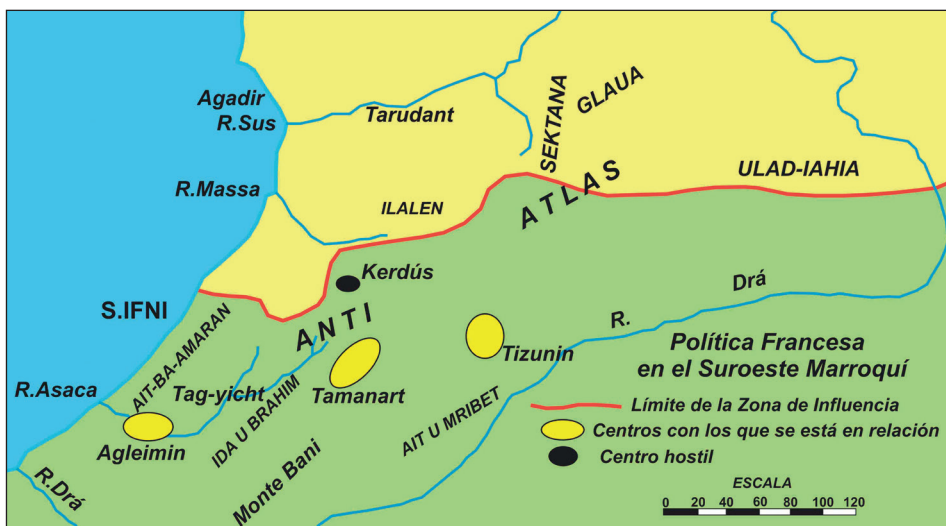 Agadir
R.Sus
Tarudant
SEKTANA
GLAUA
R.Massa
ILALEN
ATLAS
ULAD-IAHIA
Kerdús
S.IFNI
ANTI
R. Drá
AIT-BA-AMARAN
Tizunin
R.Asaca
Tag-yicht
Tamanart
IDA U BRAHIM
AIT U MRIBET
Agleimin
Monte Bani
R.Drá
Política Francesa
en el Suroeste Marroquí
Límite de la Zona de Influencia
Centros con los que se está en relación
Centro hostil
ESCALA
0 20 40 60 80 100 120